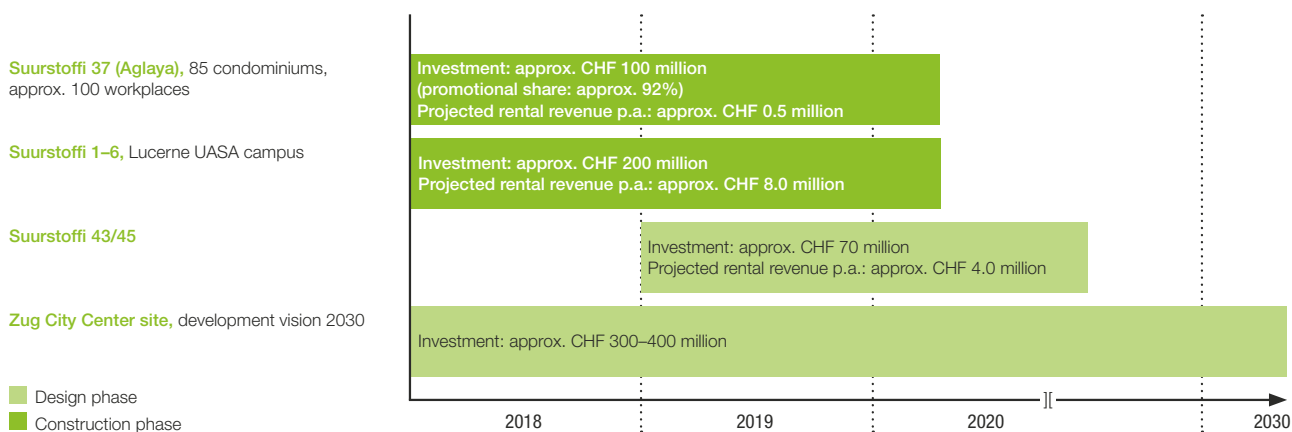 Suurstoffi 37 (Aglaya), 85 condominiums,
approx. 100 workplaces
Investment: approx. CHF 100 million
(promotional share: approx. 92%)
Projected rental revenue p.a.: approx. CHF 0.5 million
Suurstoffi 1–6, Lucerne UASA campus
Investment: approx. CHF 200 million
Projected rental revenue p.a.: approx. CHF 8.0 million
Suurstoffi 43/45
Investment: approx. CHF 70 million
Projected rental revenue p.a.: approx. CHF 4.0 million
Zug City Center site, development vision 2030
Investment: approx. CHF 300–400 million
Design phase
Construction phase
2018 2019 2020 2030